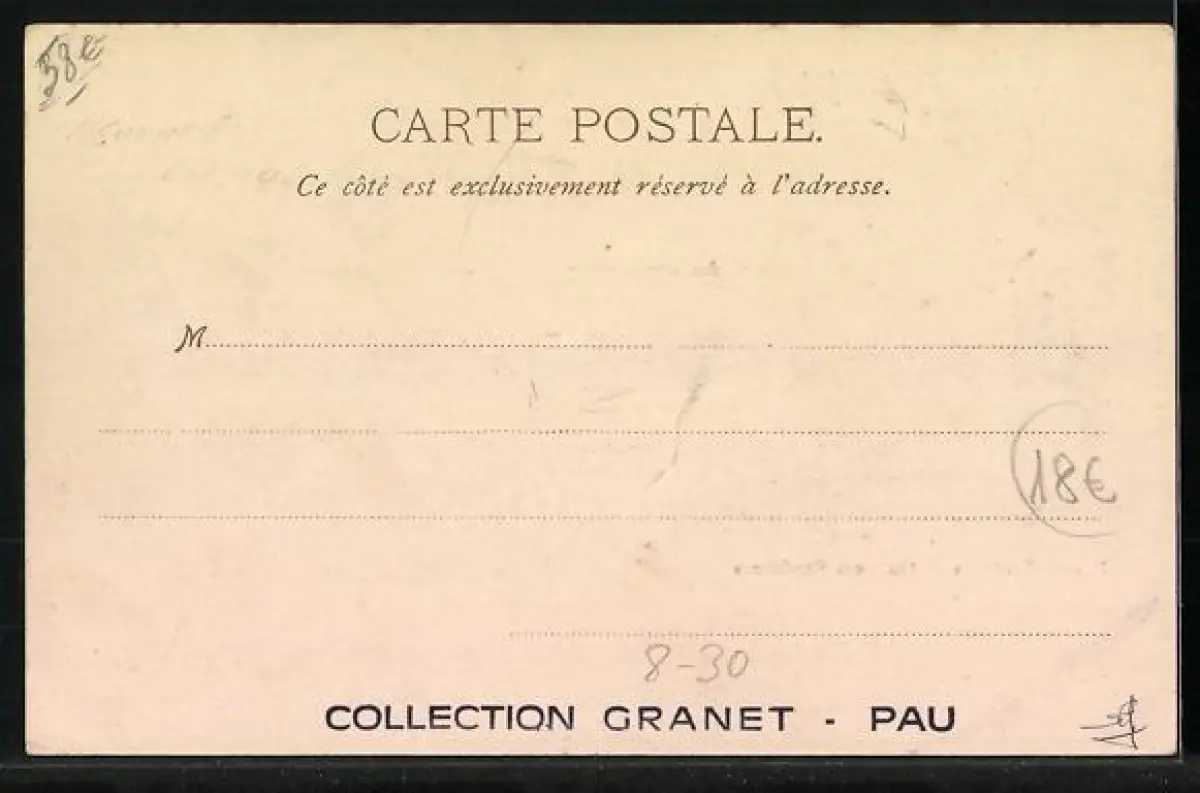 38€
CARTE POSTALE.
Ce côté est exclusivement réservé à l'adresse.
M
18€
8-30
COLLECTION GRANET - PAU